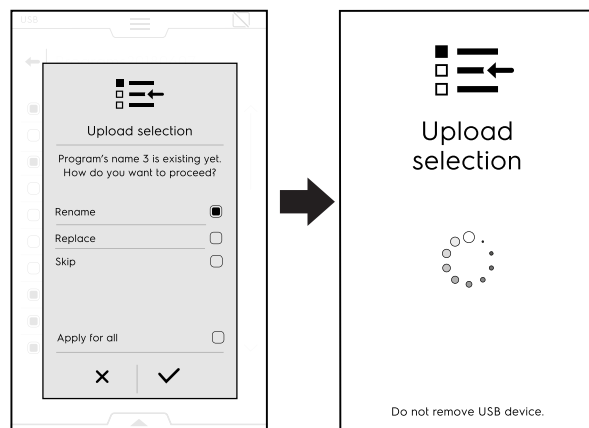 USB
Upload selection
Program's name 3 is existing yet.
How do you want to proceed?
Rename
Replace
Skip
Apply for all
Upload
selection
Do not remove USB device.